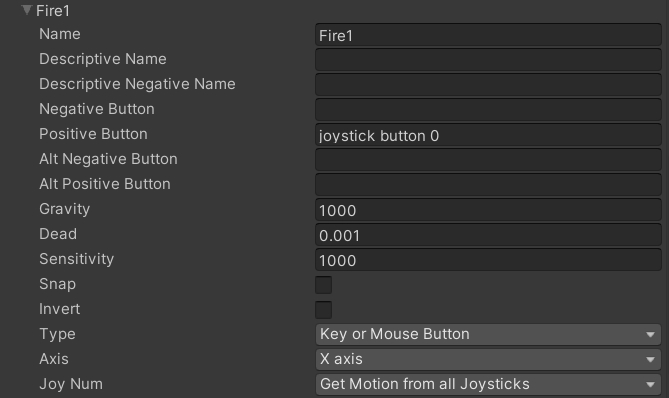 Fire1
Name Fire1
Descriptive Name
Descriptive Negative Name
Negative Button
Positive Button joystick button 0
Alt Negative Button
Alt Positive Button
Gravity 1000
Dead 0.001
Sensitivity 1000
Snap
Invert
Type Key or Mouse Button
Axis X axis
Joy Num Get Motion from all Joysticks